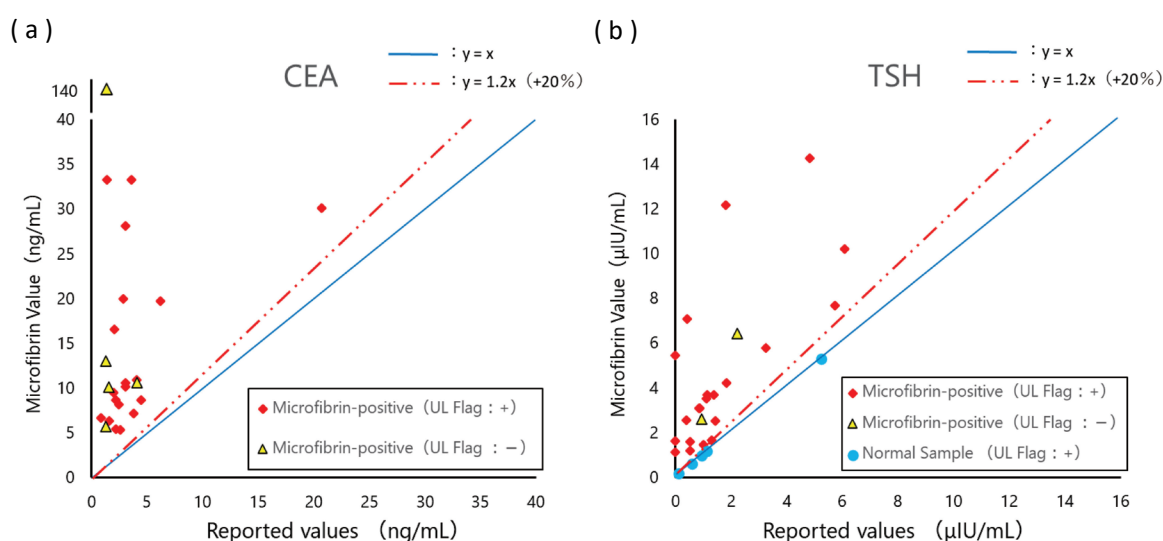 ( a )
: y = x
: y = 1.2x (+20%)
CEA
140
40
35
30
25
20
15
10
5
0
Microfibrin Value (ng/mL)
Microfibrin-positive (UL Flag : +)
Microfibrin-positive (UL Flag : −)
0 5 10 15 20 25 30 35 40
Reported values (ng/mL)
( b )
: y = x
: y = 1.2x (+20%)
TSH
16
14
12
10
8
6
4
2
0
Microfibrin Value (μIU/mL)
Microfibrin-positive (UL Flag : +)
Microfibrin-positive (UL Flag : −)
Normal Sample (UL Flag : +)
0 2 4 6 8 10 12 14 16
Reported values (μIU/mL)